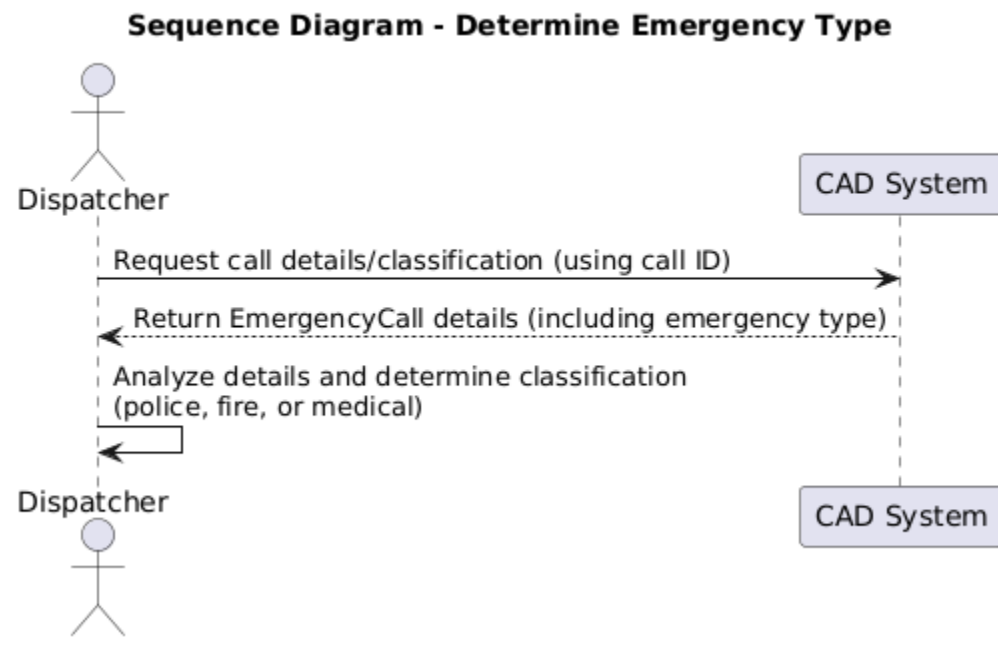 Sequence Diagram - Determine Emergency Type
Dispatcher
CAD System
Request call details/classification (using call ID)
Return EmergencyCall details (including emergency type)
Analyze details and determine classification
(police, fire, or medical)
Dispatcher
CAD System